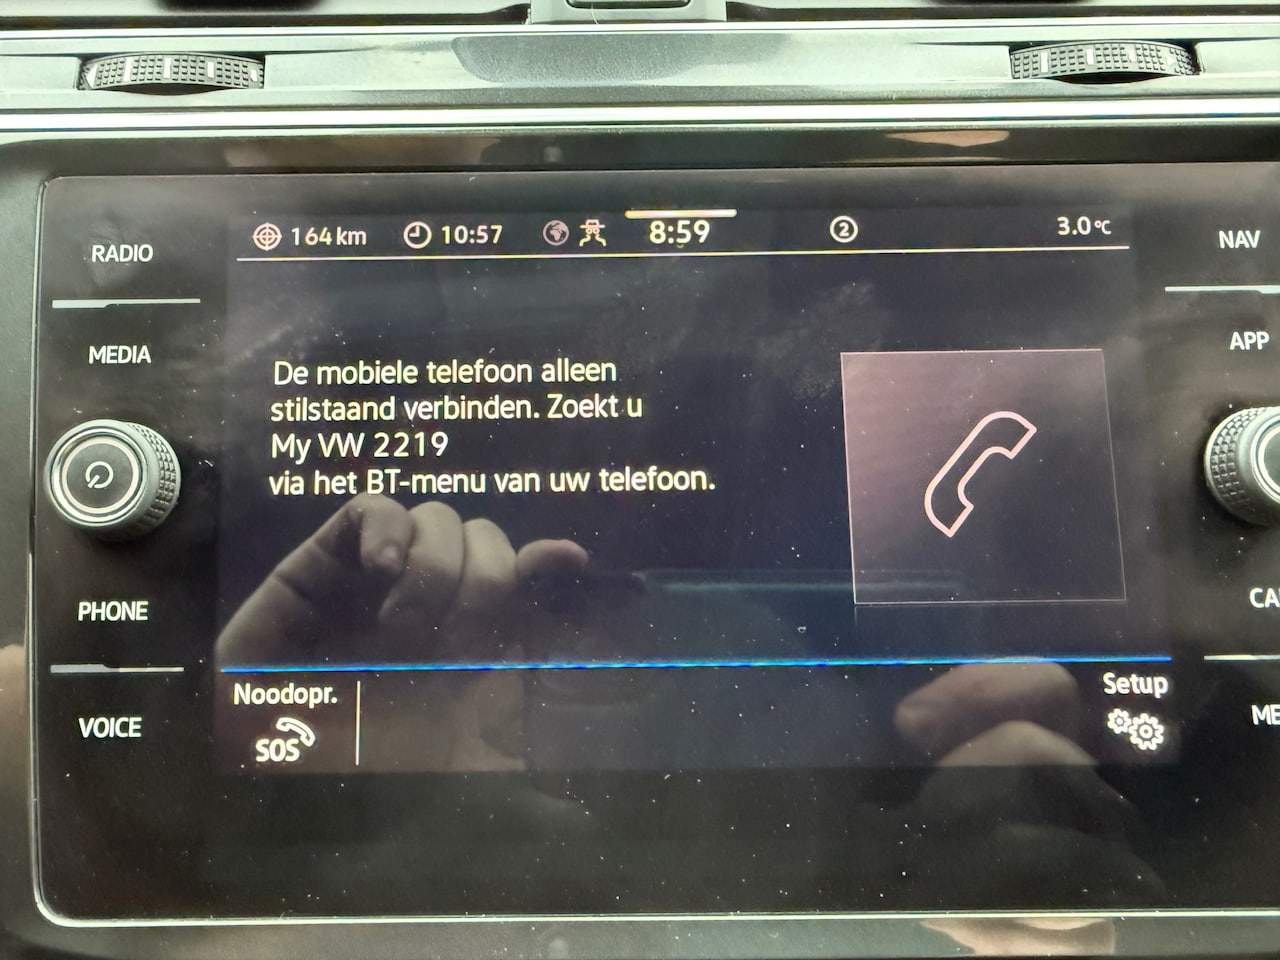 164 km 10:57 8:59 2 3.0 °C
RADIO
NAV
MEDIA
APP
De mobiele telefoon alleen
stilstaand verbinden. Zoekt u
My VW 2219
via het BT-menu van uw telefoon.
PHONE
VOICE
Noodopr.
SOS
Setup